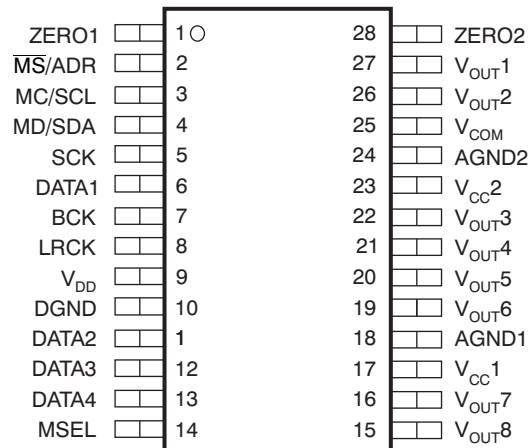 ZERO1 1 28 ZERO2
MS/ADR 2 27 VOUT1
MC/SCL 3 26 VOUT2
MD/SDA 4 25 VCOM
SCK 5 24 AGND2
DATA1 6 23 VCC2
BCK 7 22 VOUT3
LRCK 8 21 VOUT4
VDD 9 20 VOUT5
DGND 10 19 VOUT6
DATA2 1 18 AGND1
DATA3 12 17 VCC1
DATA4 13 16 VOUT7
MSEL 14 15 VOUT8